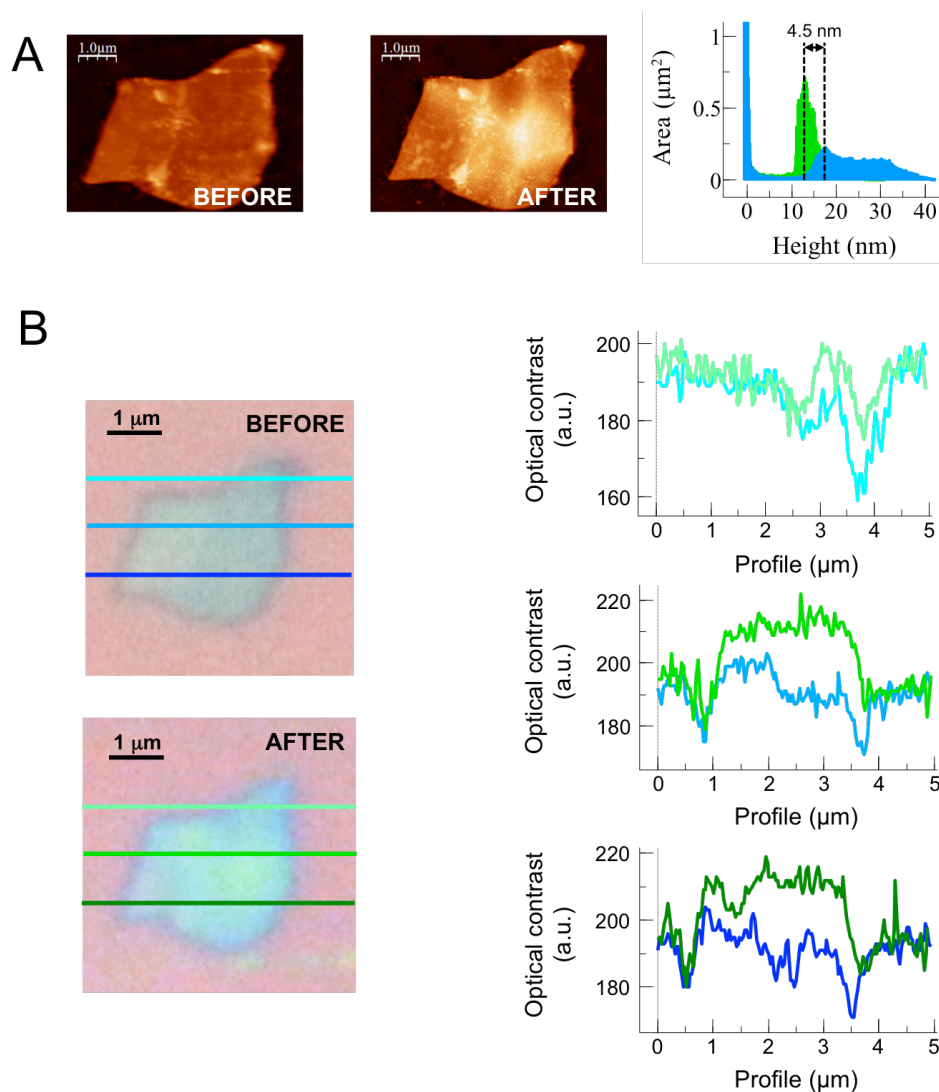 A
1.0µm
BEFORE
1.0µm
AFTER
4.5 nm
Area (µm²)
1
0.5
0
0 10 20 30 40
Height (nm)
B
1 µm
BEFORE
1 µm
AFTER
Optical contrast
(a.u.)
200
180
160
0 1 2 3 4 5
Profile (µm)
Optical contrast
(a.u.)
220
200
180
0 1 2 3 4 5
Profile (µm)
Optical contrast
(a.u.)
220
200
180
0 1 2 3 4 5
Profile (µm)